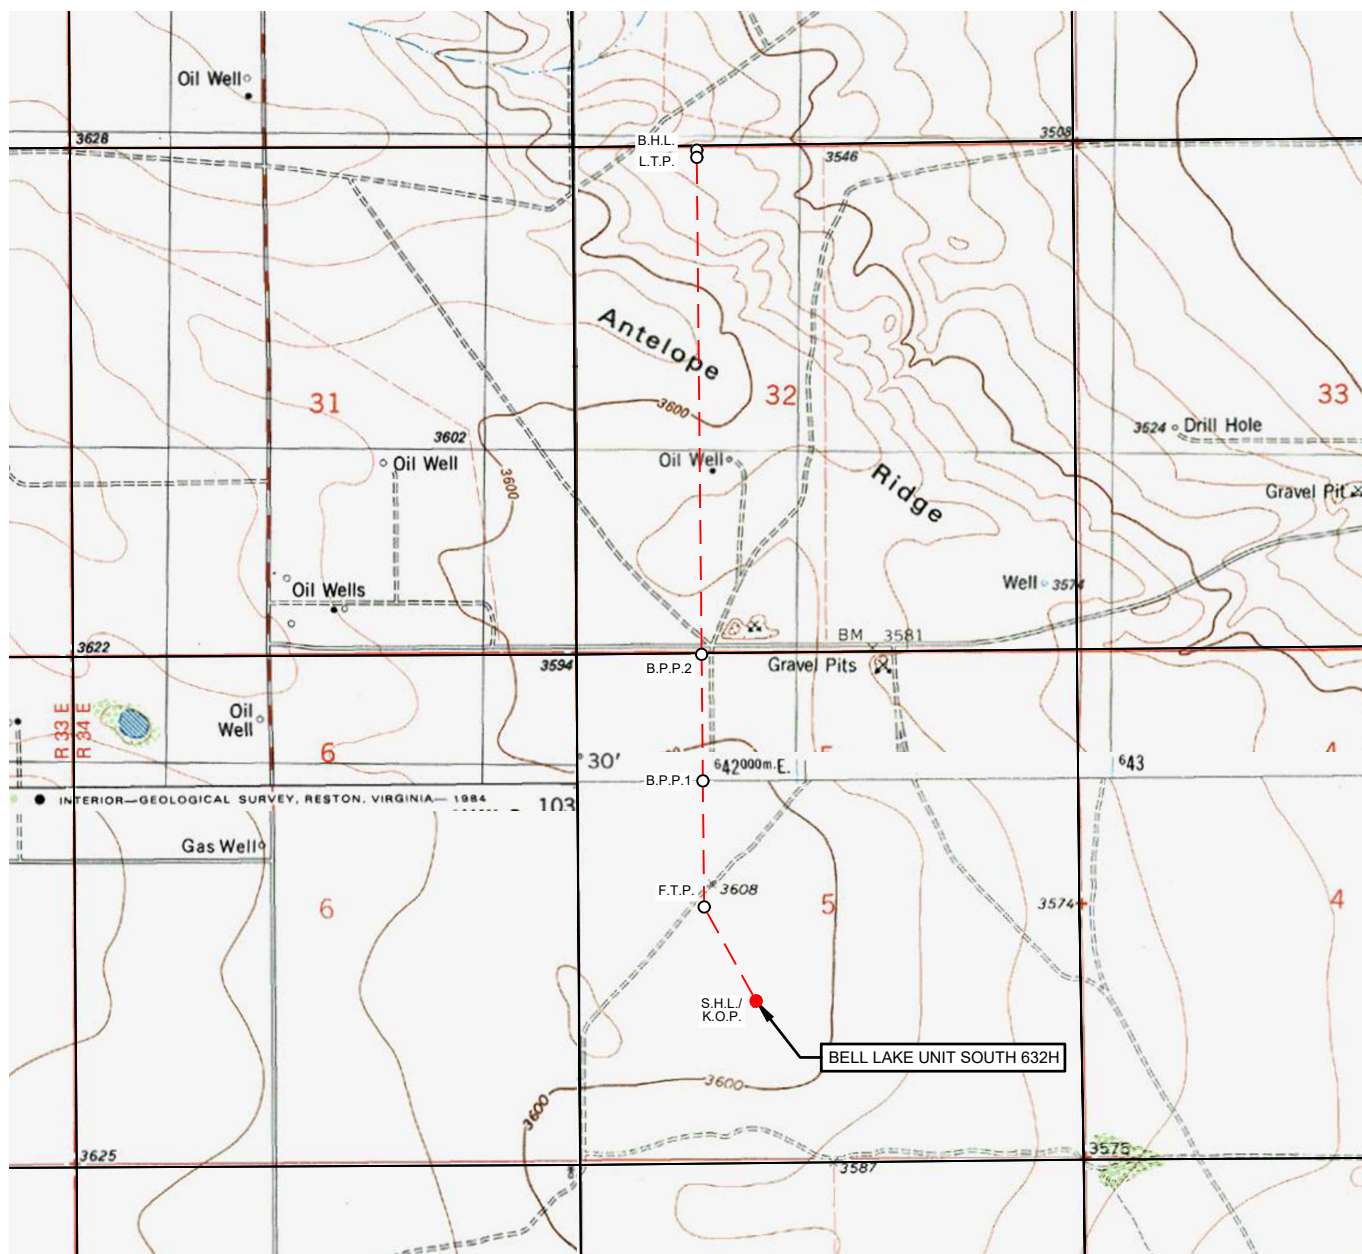 Oil Well
3628
B.H.L.
3508
L.T.P.
3546
Antelope
31
32
33
3600
3602
3524
Drill Hole
Oil Well
Oil Well
3600
Ridge
Gravel Pit
Oil Wells
Well
3574
BM 3581
3622
3594
B.P.P.2
Gravel Pits
R 33 E
R 34 E
Oil
Well
6
30'
642000m.E.
643
B.P.P.1
INTERIOR—GEOLOGICAL SURVEY, RESTON, VIRGINIA— 1984
103
Gas Well
F.T.P.
3608
6
5
3574
4
S.H.L./
K.O.P.
BELL LAKE UNIT SOUTH 632H
3600
3600
3625
3575
3587